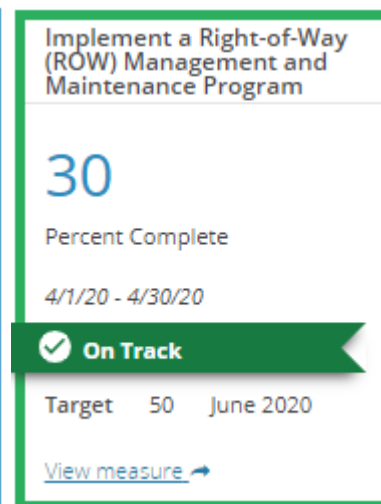 Implement a Right-of-Way
(ROW) Management and
Maintenance Program
30
Percent Complete
4/1/20 - 4/30/20
On Track
Target 50 June 2020
View measure